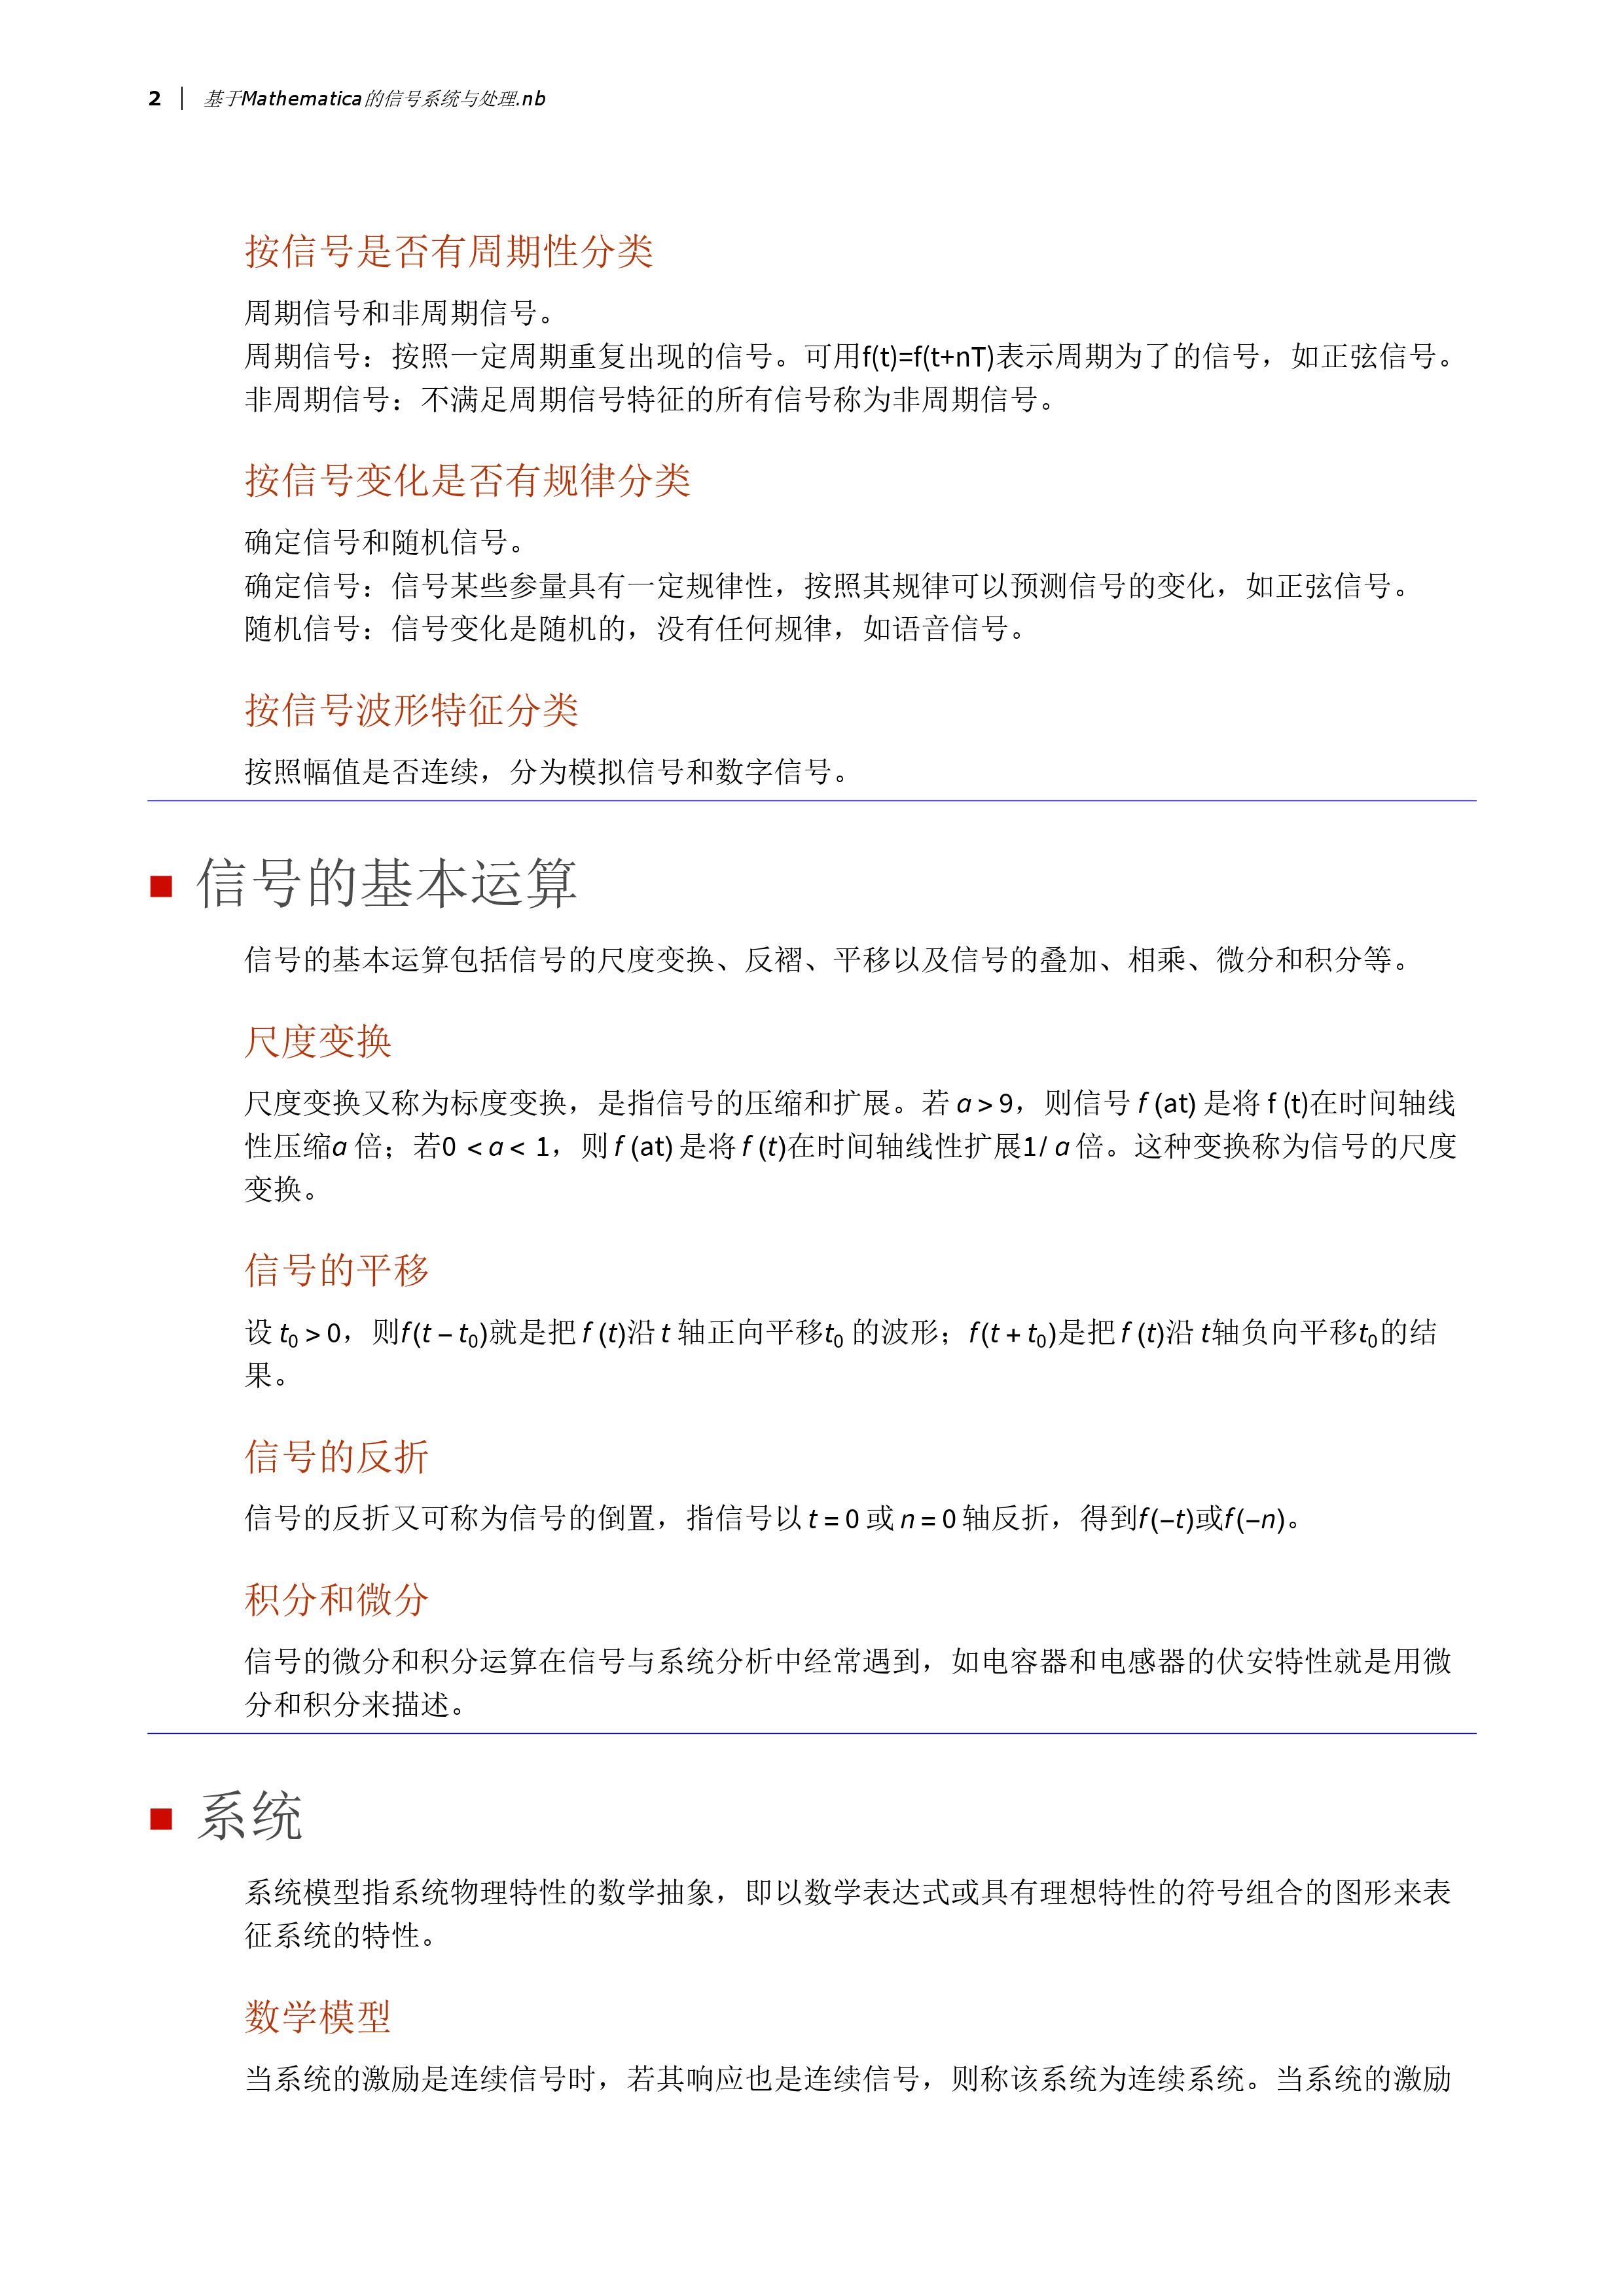 2 | 基于Mathematica的信号系统与处理.nb
按信号是否有周期性分类
周期信号和非周期信号。
周期信号：按照一定周期重复出现的信号。可用f(t)=f(t+nT)表示周期为了的信号，如正弦信号。
非周期信号：不满足周期信号特征的所有信号称为非周期信号。
按信号变化是否有规律分类
确定信号和随机信号。
确定信号：信号某些参量具有一定规律性，按照其规律可以预测信号的变化，如正弦信号。
随机信号：信号变化是随机的，没有任何规律，如语音信号。
按信号波形特征分类
按照幅值是否连续，分为模拟信号和数字信号。
■ 信号的基本运算
信号的基本运算包括信号的尺度变换、反褶、平移以及信号的叠加、相乘、微分和积分等。
尺度变换
尺度变换又称为标度变换，是指信号的压缩和扩展。若 a > 9，则信号 f (at) 是将 f (t)在时间轴线
性压缩a 倍；若0 < a < 1，则 f (at) 是将 f (t)在时间轴线性扩展1/ a 倍。这种变换称为信号的尺度
变换。
信号的平移
设 t₀ > 0，则f(t − t₀)就是把 f (t)沿 t 轴正向平移t₀ 的波形；f(t + t₀)是把 f (t)沿 t轴负向平移t₀的结
果。
信号的反折
信号的反折又可称为信号的倒置，指信号以 t = 0 或 n = 0 轴反折，得到f(−t)或f(−n)。
积分和微分
信号的微分和积分运算在信号与系统分析中经常遇到，如电容器和电感器的伏安特性就是用微
分和积分来描述。
■ 系统
系统模型指系统物理特性的数学抽象，即以数学表达式或具有理想特性的符号组合的图形来表
征系统的特性。
数学模型
当系统的激励是连续信号时，若其响应也是连续信号，则称该系统为连续系统。当系统的激励